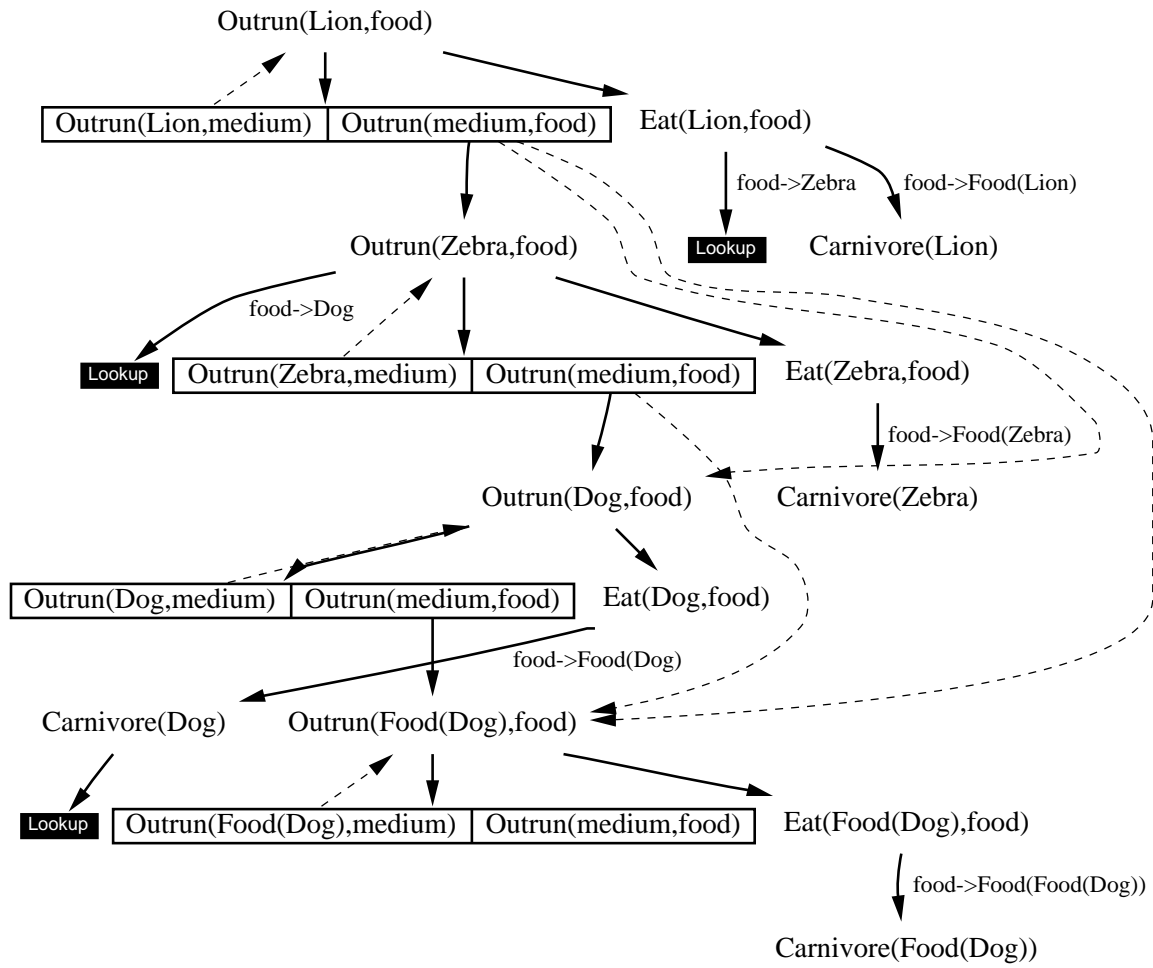 Outrun(Lion,food)
Outrun(Lion,medium) Outrun(medium,food) Eat(Lion,food)
food->Zebra food->Food(Lion)
Outrun(Zebra,food) Lookup Carnivore(Lion)
food->Dog
Lookup Outrun(Zebra,medium) Outrun(medium,food) Eat(Zebra,food)
food->Food(Zebra)
Outrun(Dog,food) Carnivore(Zebra)
Outrun(Dog,medium) Outrun(medium,food) Eat(Dog,food)
food->Food(Dog)
Carnivore(Dog) Outrun(Food(Dog),food)
Lookup Outrun(Food(Dog),medium) Outrun(medium,food) Eat(Food(Dog),food)
food->Food(Food(Dog))
Carnivore(Food(Dog))